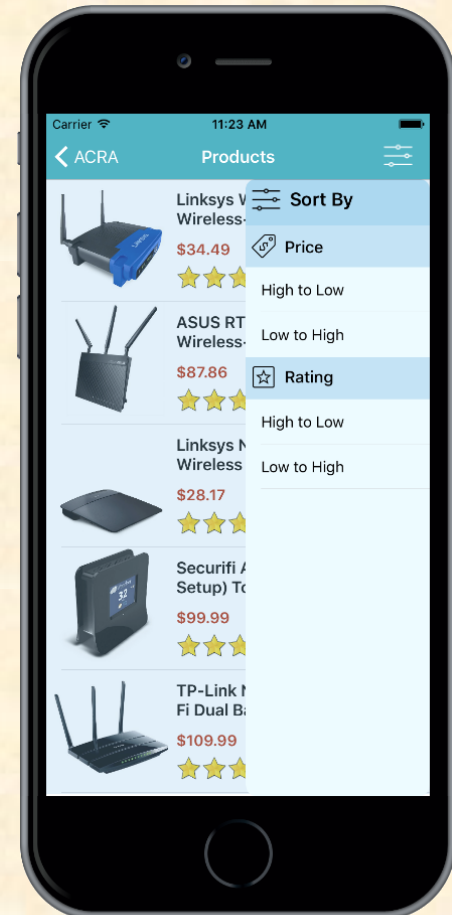 Carrier 11:23 AM
ACRA Products
Linksys
Wireless-
$34.49
ASUS RT
Wireless-
$87.86
Linksys
Wireless
$28.17
Securifi
Setup)
$99.99
TP-Link
Fi Dual
$109.99
Sort By
Price
High to Low
Low to High
Rating
High to Low
Low to High